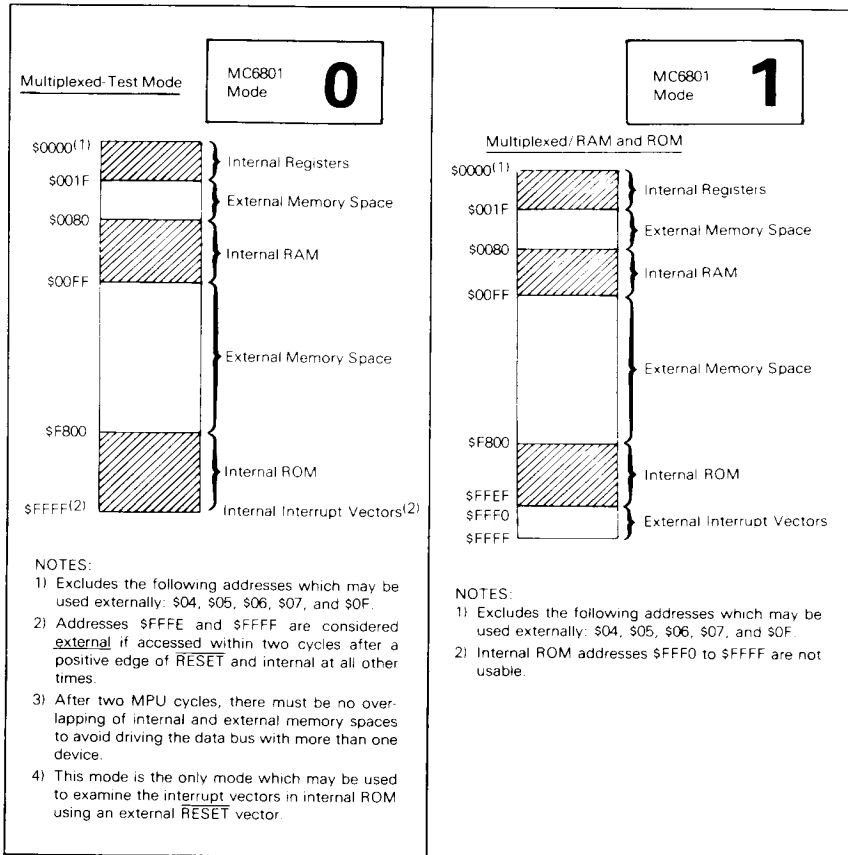 Multiplexed-Test Mode
MC6801
Mode
0
$0000(1)
Internal Registers
$001F
External Memory Space
$0080
Internal RAM
$00FF
External Memory Space
$F800
Internal ROM
$FFFF(2)
Internal Interrupt Vectors(2)
NOTES:
1) Excludes the following addresses which may be
used externally: $04, $05, $06, $07, and $0F.
2) Addresses $FFFE and $FFFF are considered
external if accessed within two cycles after a
positive edge of RESET and internal at all other
times.
3) After two MPU cycles, there must be no over-
lapping of internal and external memory spaces
to avoid driving the data bus with more than one
device.
4) This mode is the only mode which may be used
to examine the interrupt vectors in internal ROM
using an external RESET vector.
MC6801
Mode
1
Multiplexed/RAM and ROM
$0000(1)
Internal Registers
$001F
External Memory Space
$0080
Internal RAM
$00FF
External Memory Space
$F800
Internal ROM
$FFEF
$FFF0
External Interrupt Vectors
$FFFF
NOTES:
1) Excludes the following addresses which may be
used externally: $04, $05, $06, $07, and $0F.
2) Internal ROM addresses $FFF0 to $FFFF are not
usable.